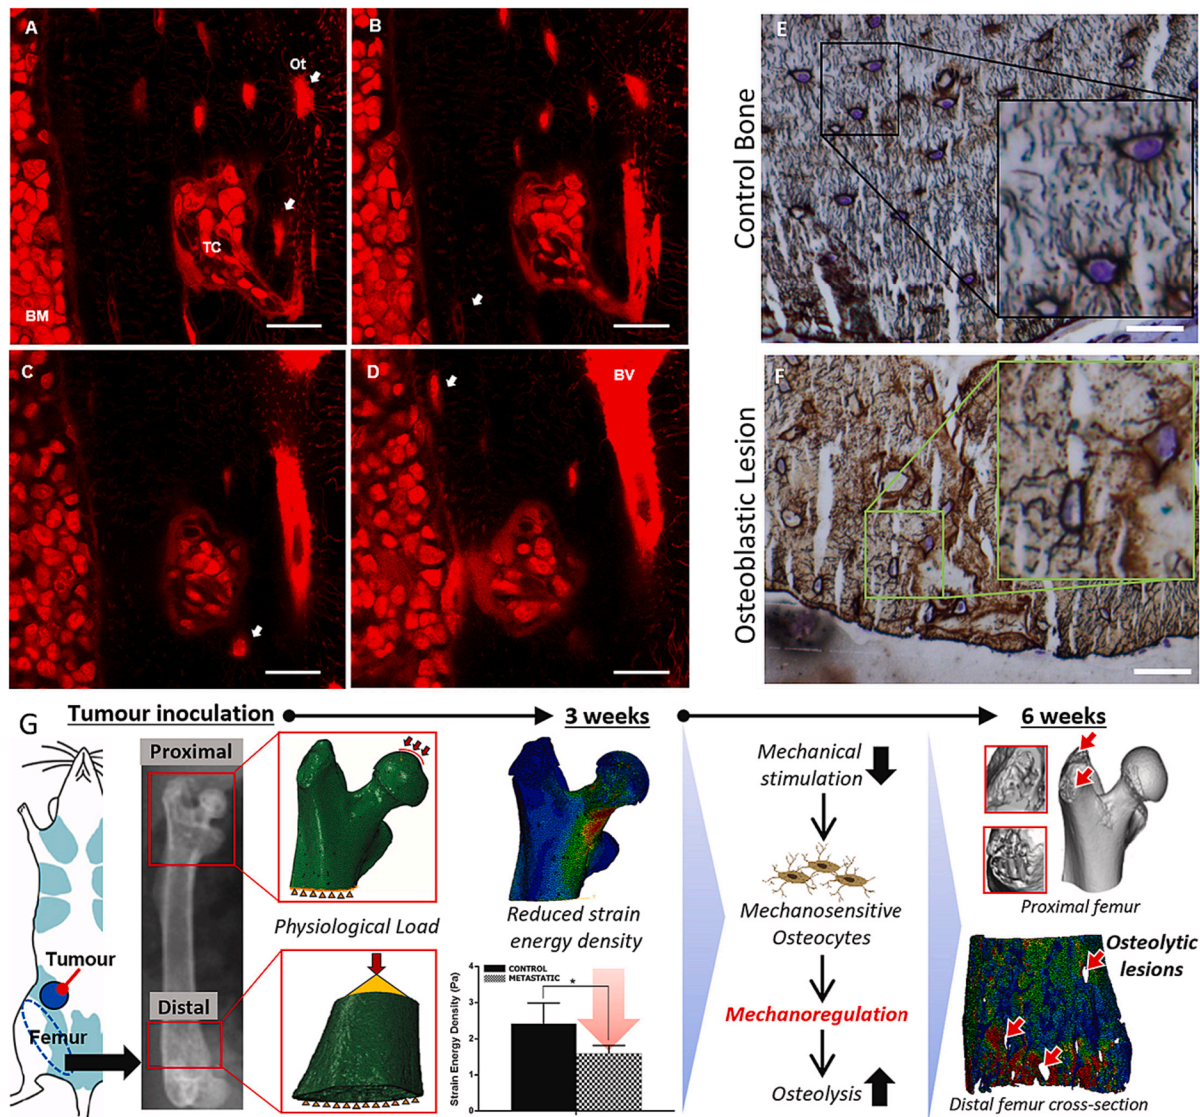 A
Ot
TC
BM
B
C
D
BV
Control Bone
E
Osteoblastic Lesion
F
G
Tumour inoculation
3 weeks
6 weeks
Proximal
Distal
Tumour
Femur
Physiological Load
Reduced strain
energy density
Strain Energy Density (Pa)
4
3
2
1
0
CONTROL
METASTATIC
*
Mechanical
stimulation
Mechanosensitive
Osteocytes
Mechanoregulation
Osteolysis
Proximal femur
Osteolytic
lesions
Distal femur cross-section